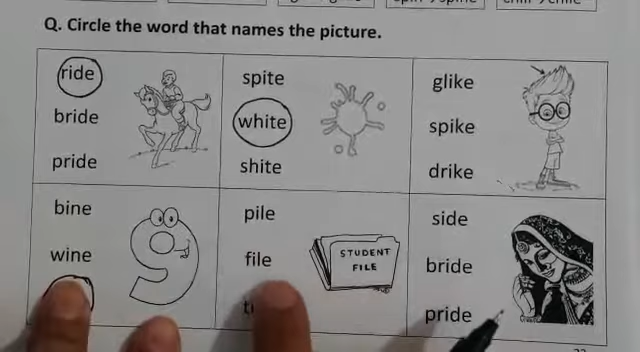 Q. Circle the word that names the picture.
ride
bride
pride
spite
white
shite
glike
spike
drike
bine
wine
pile
file
STUDENT
FILE
side
bride
pride